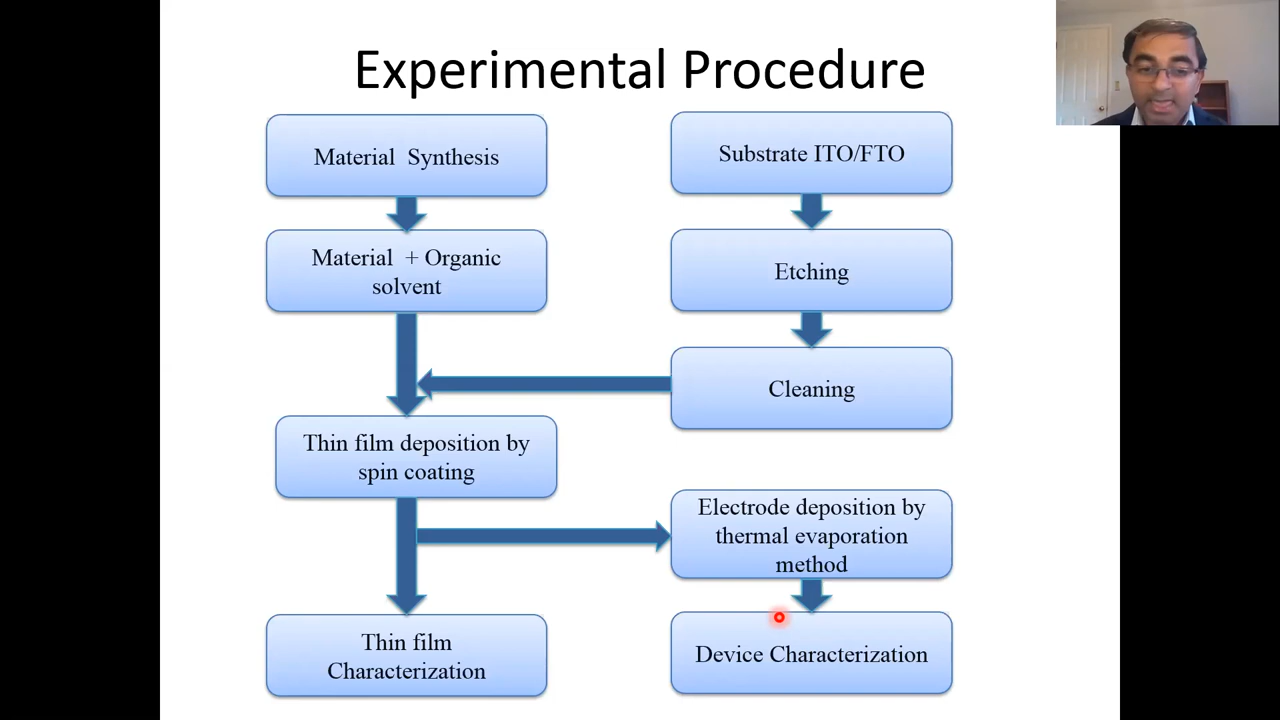 Experimental Procedure
Material  Synthesis
Substrate ITO/FTO
Material  + Organic
solvent
Etching
Cleaning
Thin film deposition by
spin coating
Electrode deposition by
thermal evaporation
method
Thin film
Characterization
Device Characterization